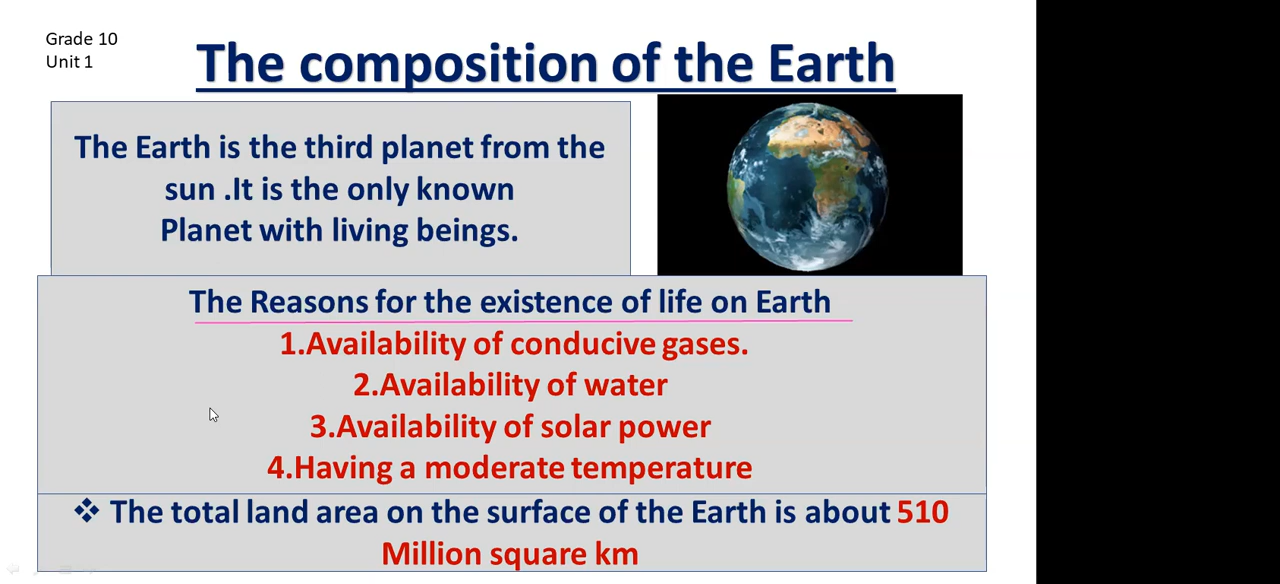 Grade 10
Unit 1
The composition of the Earth
The Earth is the third planet from the
sun .It is the only known
Planet with living beings.
The Reasons for the existence of life on Earth
1.Availability of conducive gases.
2.Availability of water
3.Availability of solar power
4.Having a moderate temperature
❖ The total land area on the surface of the Earth is about 510
Million square km